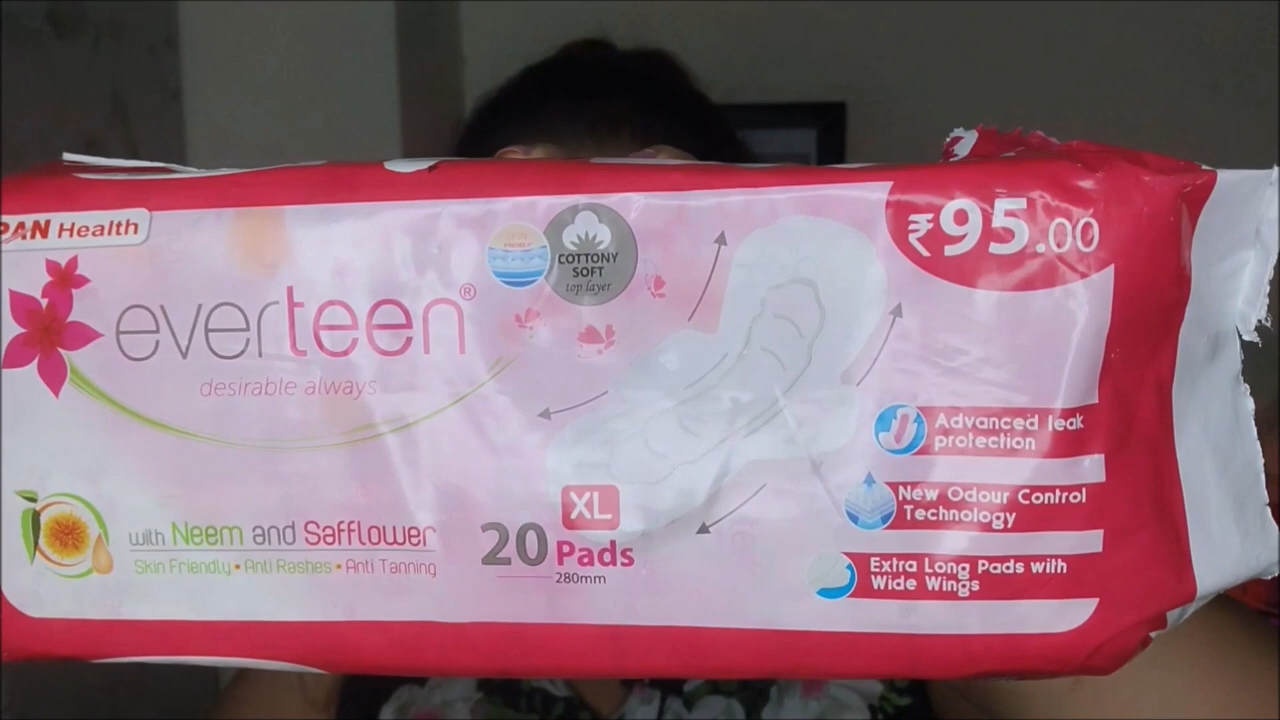 PAN Health
everteen®
desirable always
SKIN
FRIENDLY
COTTONY
SOFT
top layer
₹95.00
Advanced leak
protection
New Odour Control
Technology
Extra Long Pads with
Wide Wings
with Neem and Safflower
Skin Friendly • Anti Rashes • Anti Tanning
XL
20 Pads
280mm